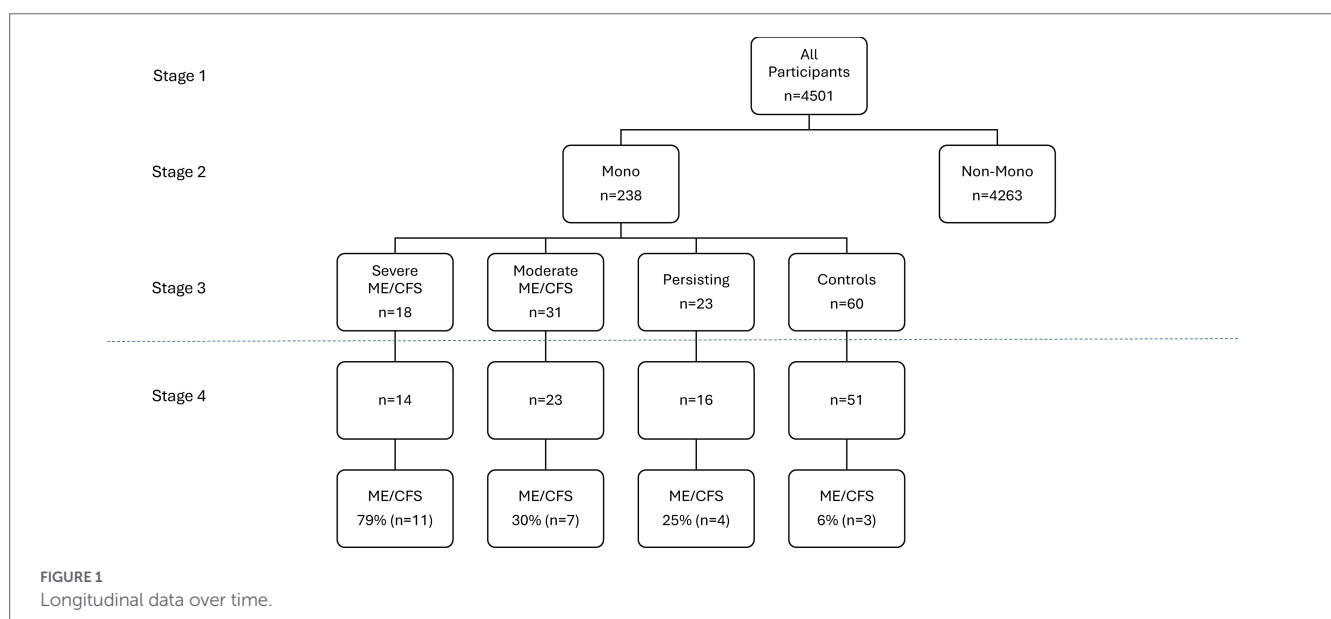 Stage 1
All
Participants
n=4501
Stage 2
Mono
n=238
Non-Mono
n=4263
Stage 3
Severe
ME/CFS
n=18
Moderate
ME/CFS
n=31
Persisting
n=23
Controls
n=60
Stage 4
n=14
n=23
n=16
n=51
ME/CFS
79% (n=11)
ME/CFS
30% (n=7)
ME/CFS
25% (n=4)
ME/CFS
6% (n=3)
FIGURE 1
Longitudinal data over time.